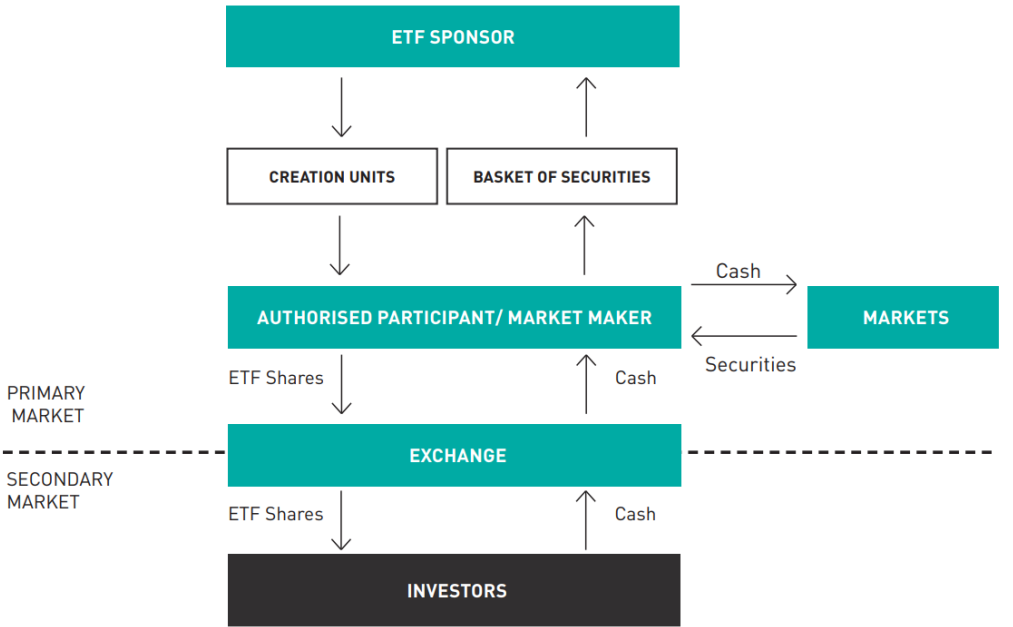 ETF SPONSOR
CREATION UNITS
BASKET OF SECURITIES
Cash
AUTHORISED PARTICIPANT/ MARKET MAKER
MARKETS
Securities
ETF Shares
Cash
PRIMARY
MARKET
EXCHANGE
SECONDARY
MARKET
ETF Shares
Cash
INVESTORS